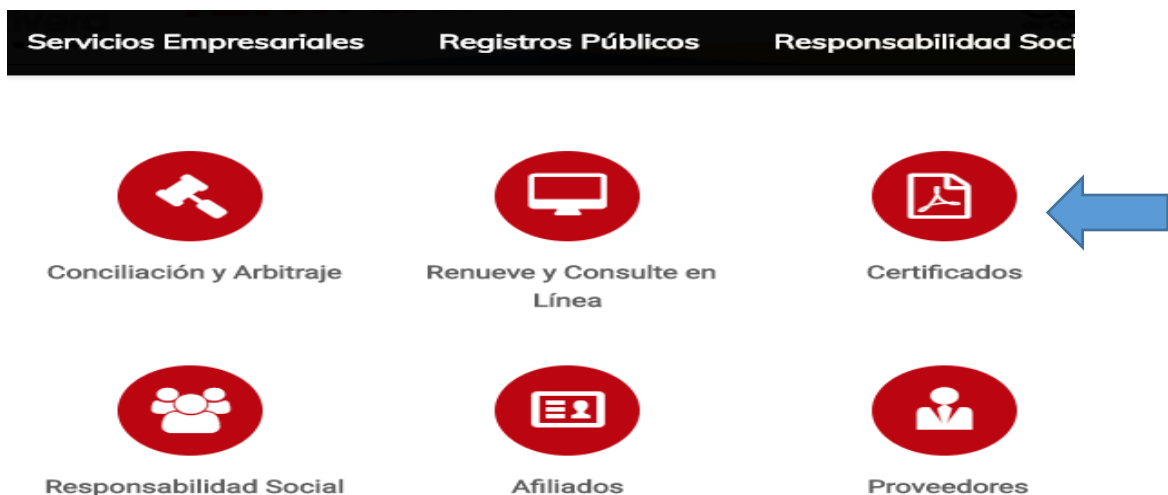 Servicios Empresariales Registros Públicos Responsabilidad Soci
Conciliación y Arbitraje Renueve y Consulte en Certificados
Línea
Responsabilidad Social Afiliados Proveedores